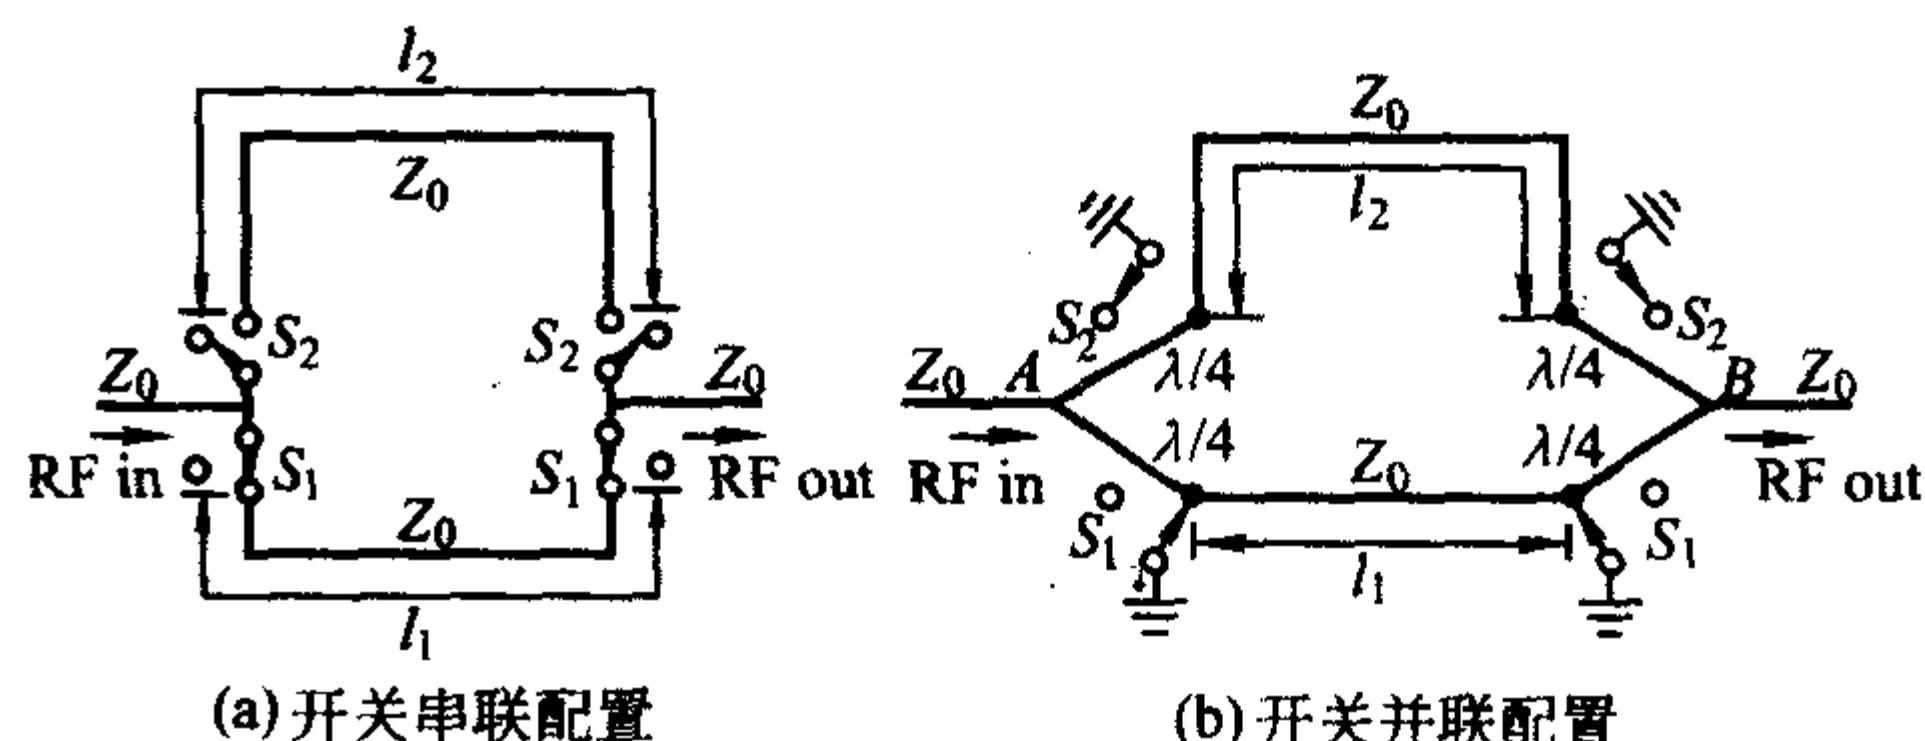 l₂
Z₀
S₂ S₂
Z₀ Z₀
RF in S₁ S₁ RF out
Z₀
l₁
(a) 开关串联配置
Z₀
l₂
S₂ S₂
Z₀ A λ/4 λ/4 B Z₀
λ/4 λ/4
RF in Z₀ RF out
S₁ S₁
l₁
(b) 开关并联配置